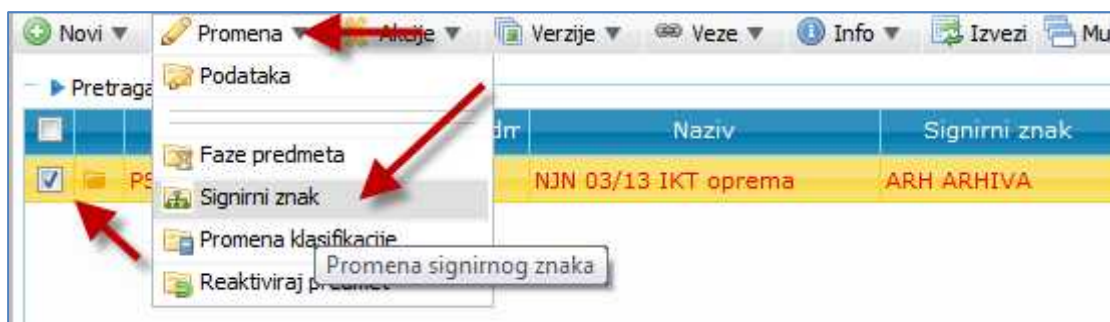 Novi Promena Akcije Verzije Veze Info Izvezi Mu
Pretraga
Podataka
Naziv Signirni znak
Faze predmeta
NJN 03/13 IKT oprema ARH ARHIVA
Signirni znak
Promena klasifikacije
Promena signirnog znaka
Reaktiviraj predmet